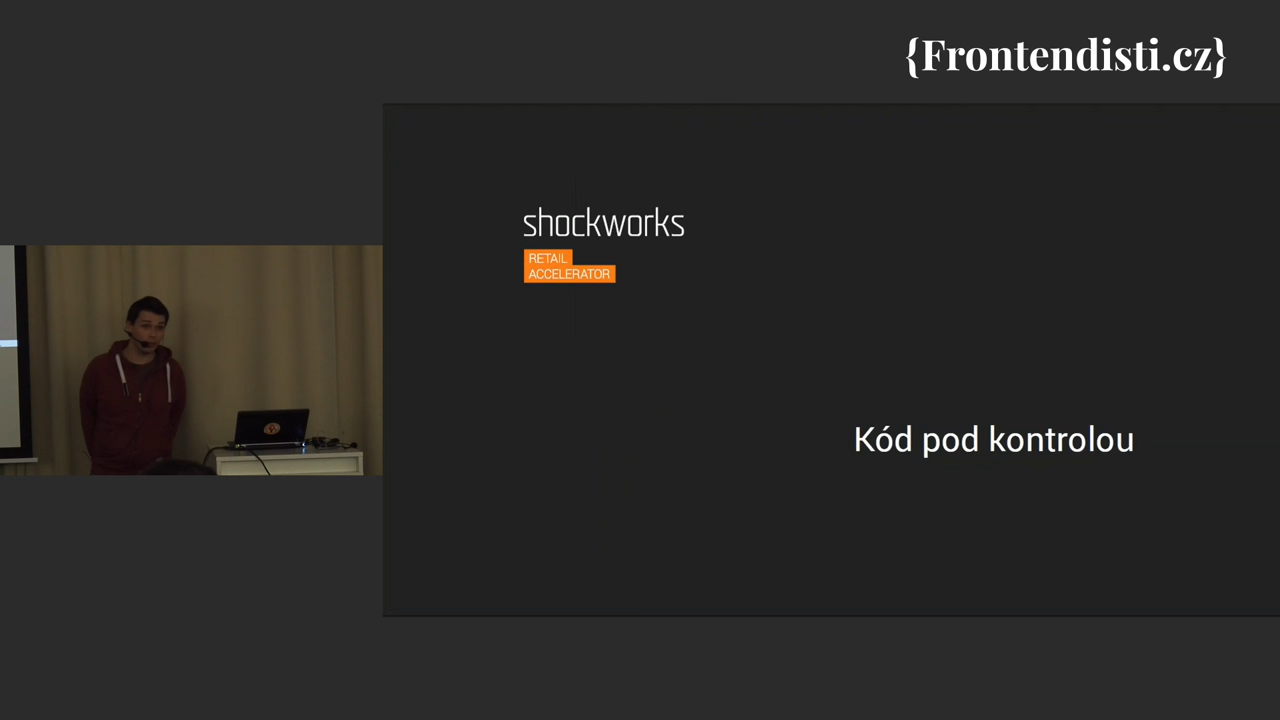 {Frontendisti.cz}
shockworks
RETAIL
ACCELERATOR
Kód pod kontrolou